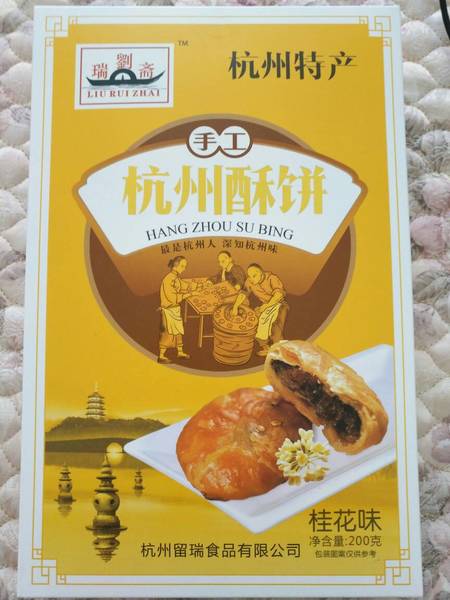 劉
瑞 斋
LIU RUI ZHAI
TM
杭州特产
手工
杭州酥饼
HANG ZHOU SU BING
最是杭州人 深知杭州味
桂花味
净含量:200克
包装图案仅供参考
杭州留瑞食品有限公司